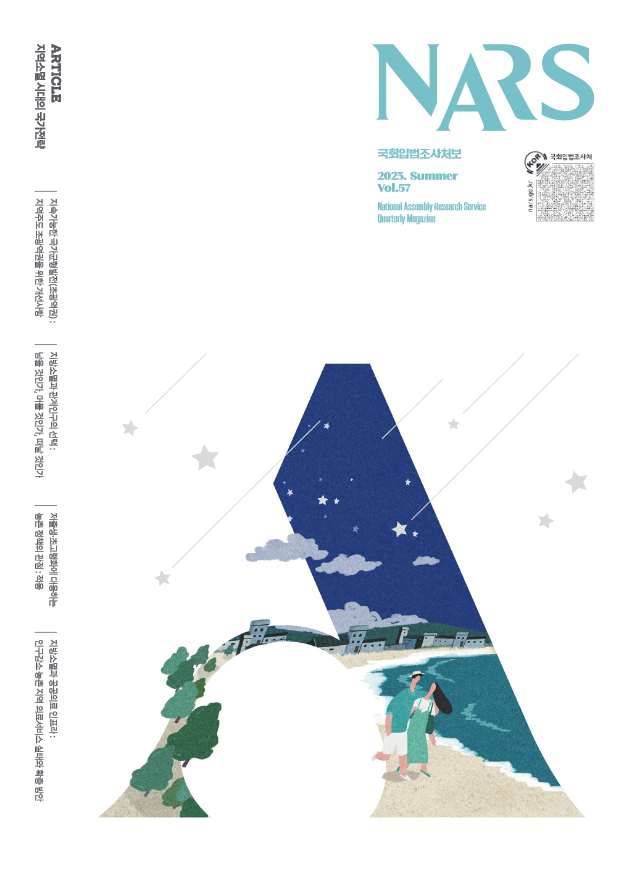 NARS
국회입법조사처보
2023. Summer
Vol.57
National Assembly Research Service
Quarterly Magazine
KOR
국회입법조사처
nars.go.kr
ARTICLE
지역소멸 시대의 국가전략
지속가능한 국가균형발전(초광역권) :
지역주도 초광역권을 위한 개선사항
지방소멸과 관계인구의 선택 :
남을 것인가, 머물 것인가, 떠날 것인가
저출생·초고령화에 대응하는
농촌 정책의 관점 : 적응
지방소멸과 공공의료 인프라 :
인구감소 농촌 지역 의료서비스 실태와 확충 방안